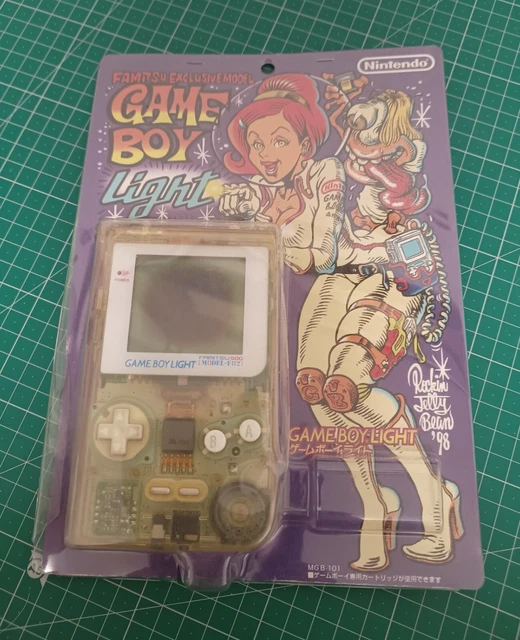 FAMITSU EXCLUSIVE MODEL
Nintendo
GAME
BOY
Light
POWER
GAME BOY LIGHT
FAMITSU 500
[MODEL-F02]
B
A
Rockin'
Jelly
Bean
'98
GAME BOY LIGHT
ゲームボーイライト
MGB-101
■ゲームボーイ専用カートリッジが使用できます